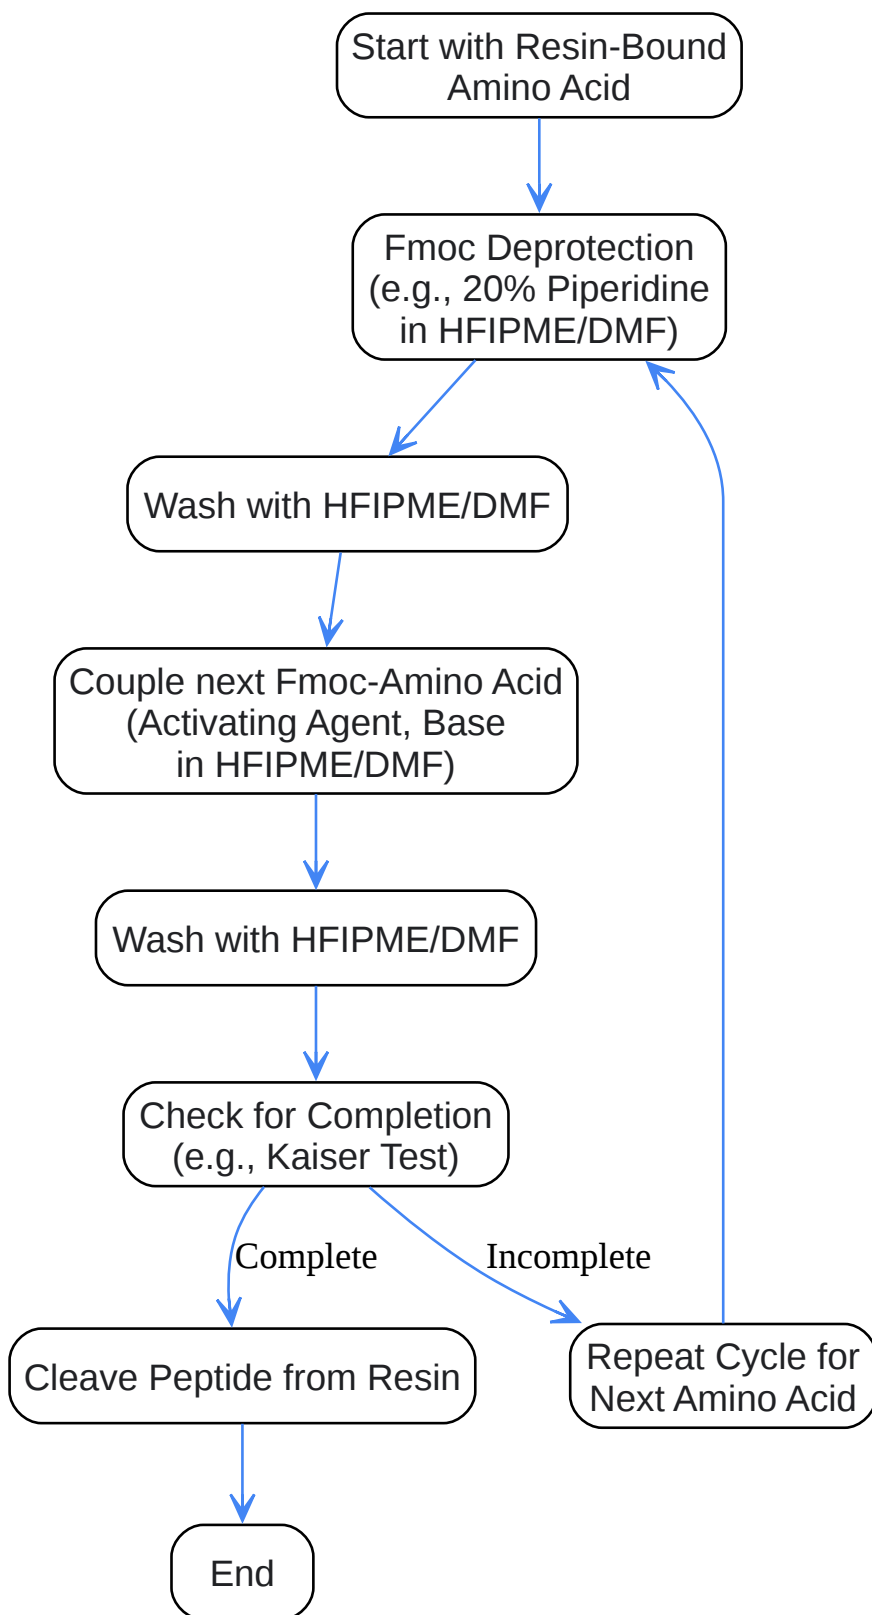 Start with Resin-Bound
Amino Acid
Fmoc Deprotection
(e.g., 20% Piperidine
in HFIPME/DMF)
Wash with HFIPME/DMF
Couple next Fmoc-Amino Acid
(Activating Agent, Base
in HFIPME/DMF)
Wash with HFIPME/DMF
Check for Completion
(e.g., Kaiser Test)
Complete
Incomplete
Cleave Peptide from Resin
Repeat Cycle for
Next Amino Acid
End